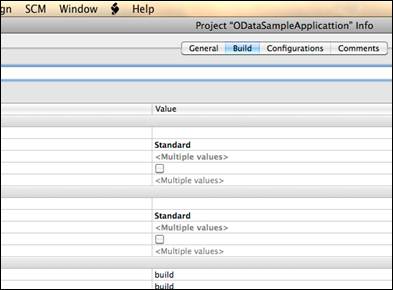 gn SCM Window Help
Project “ODataSampleApplicattion” Info
General Build Configurations Comments
Value
Standard
<Multiple values>
<Multiple values>
Standard
<Multiple values>
<Multiple values>
build
build